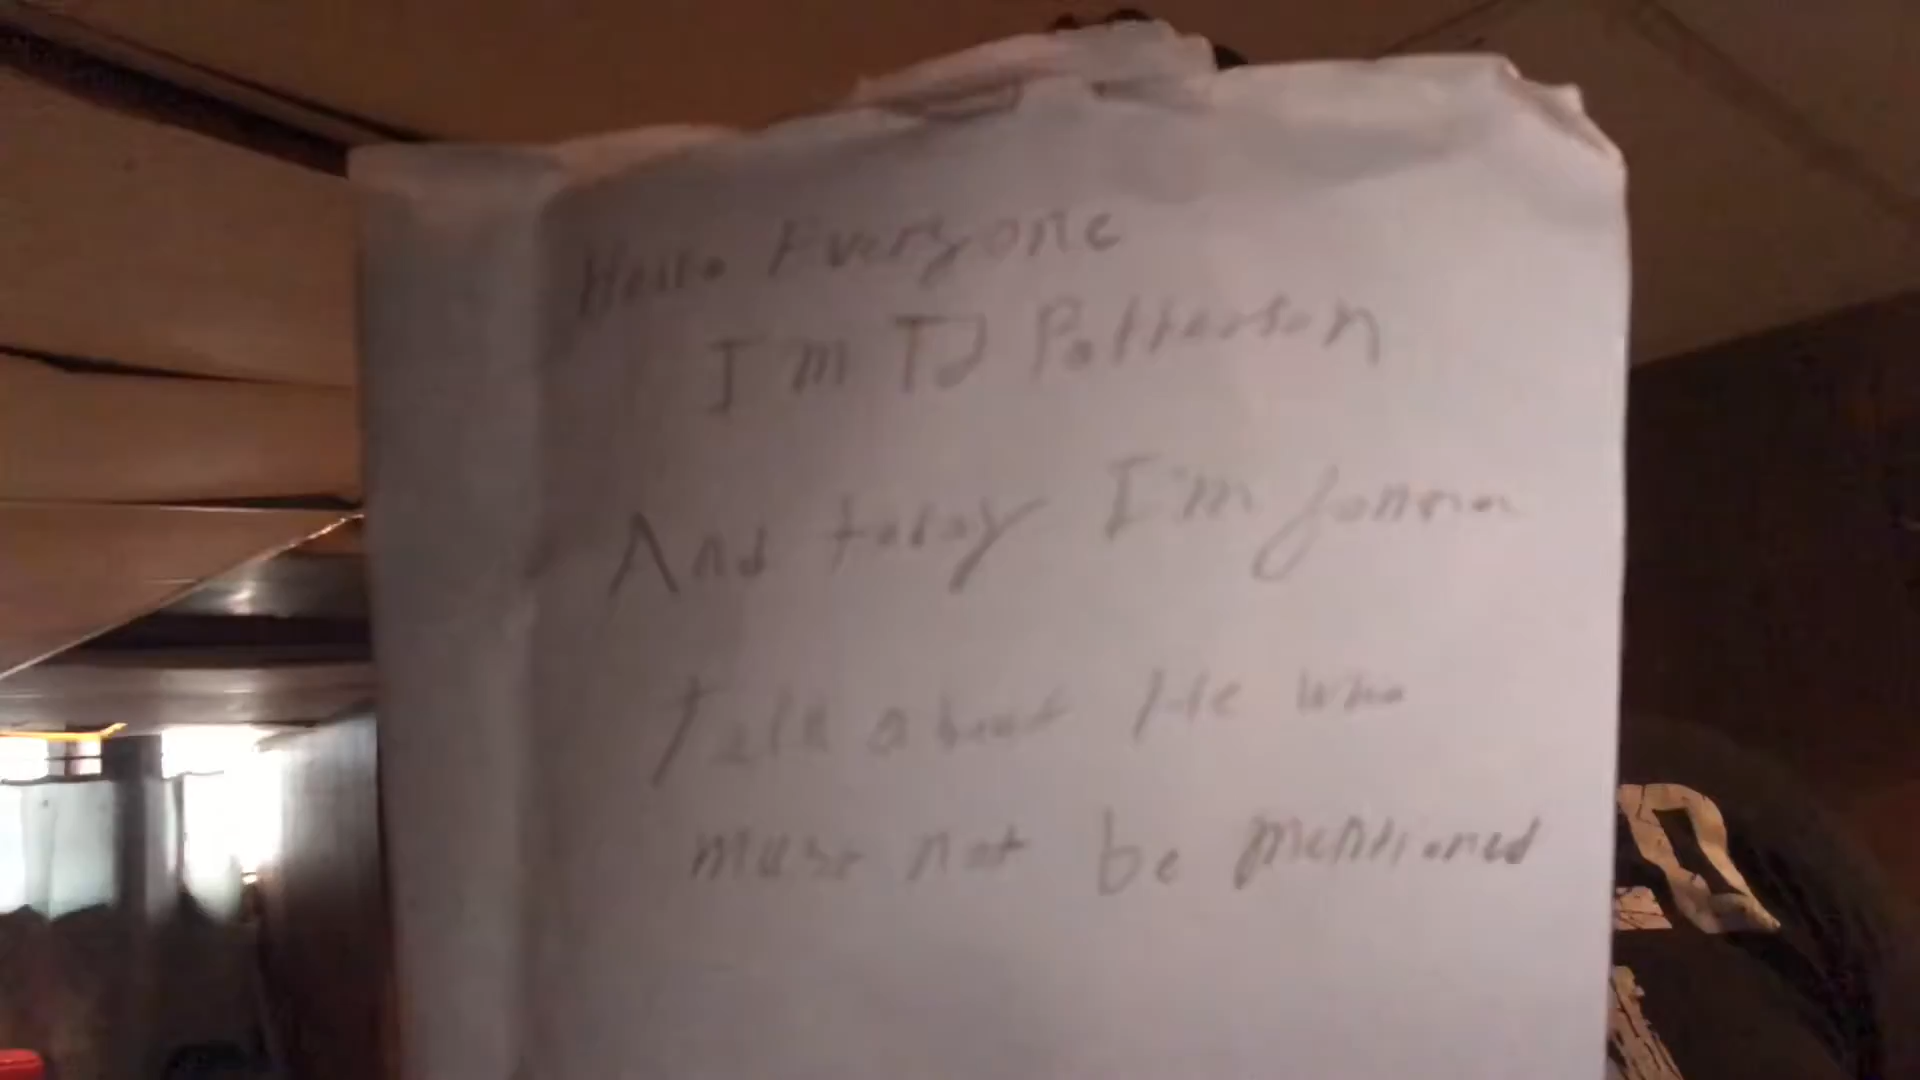 Hello Everyone
I'm TJ Patterson
And today I'm gonna
Talk about He who
must not be mentioned